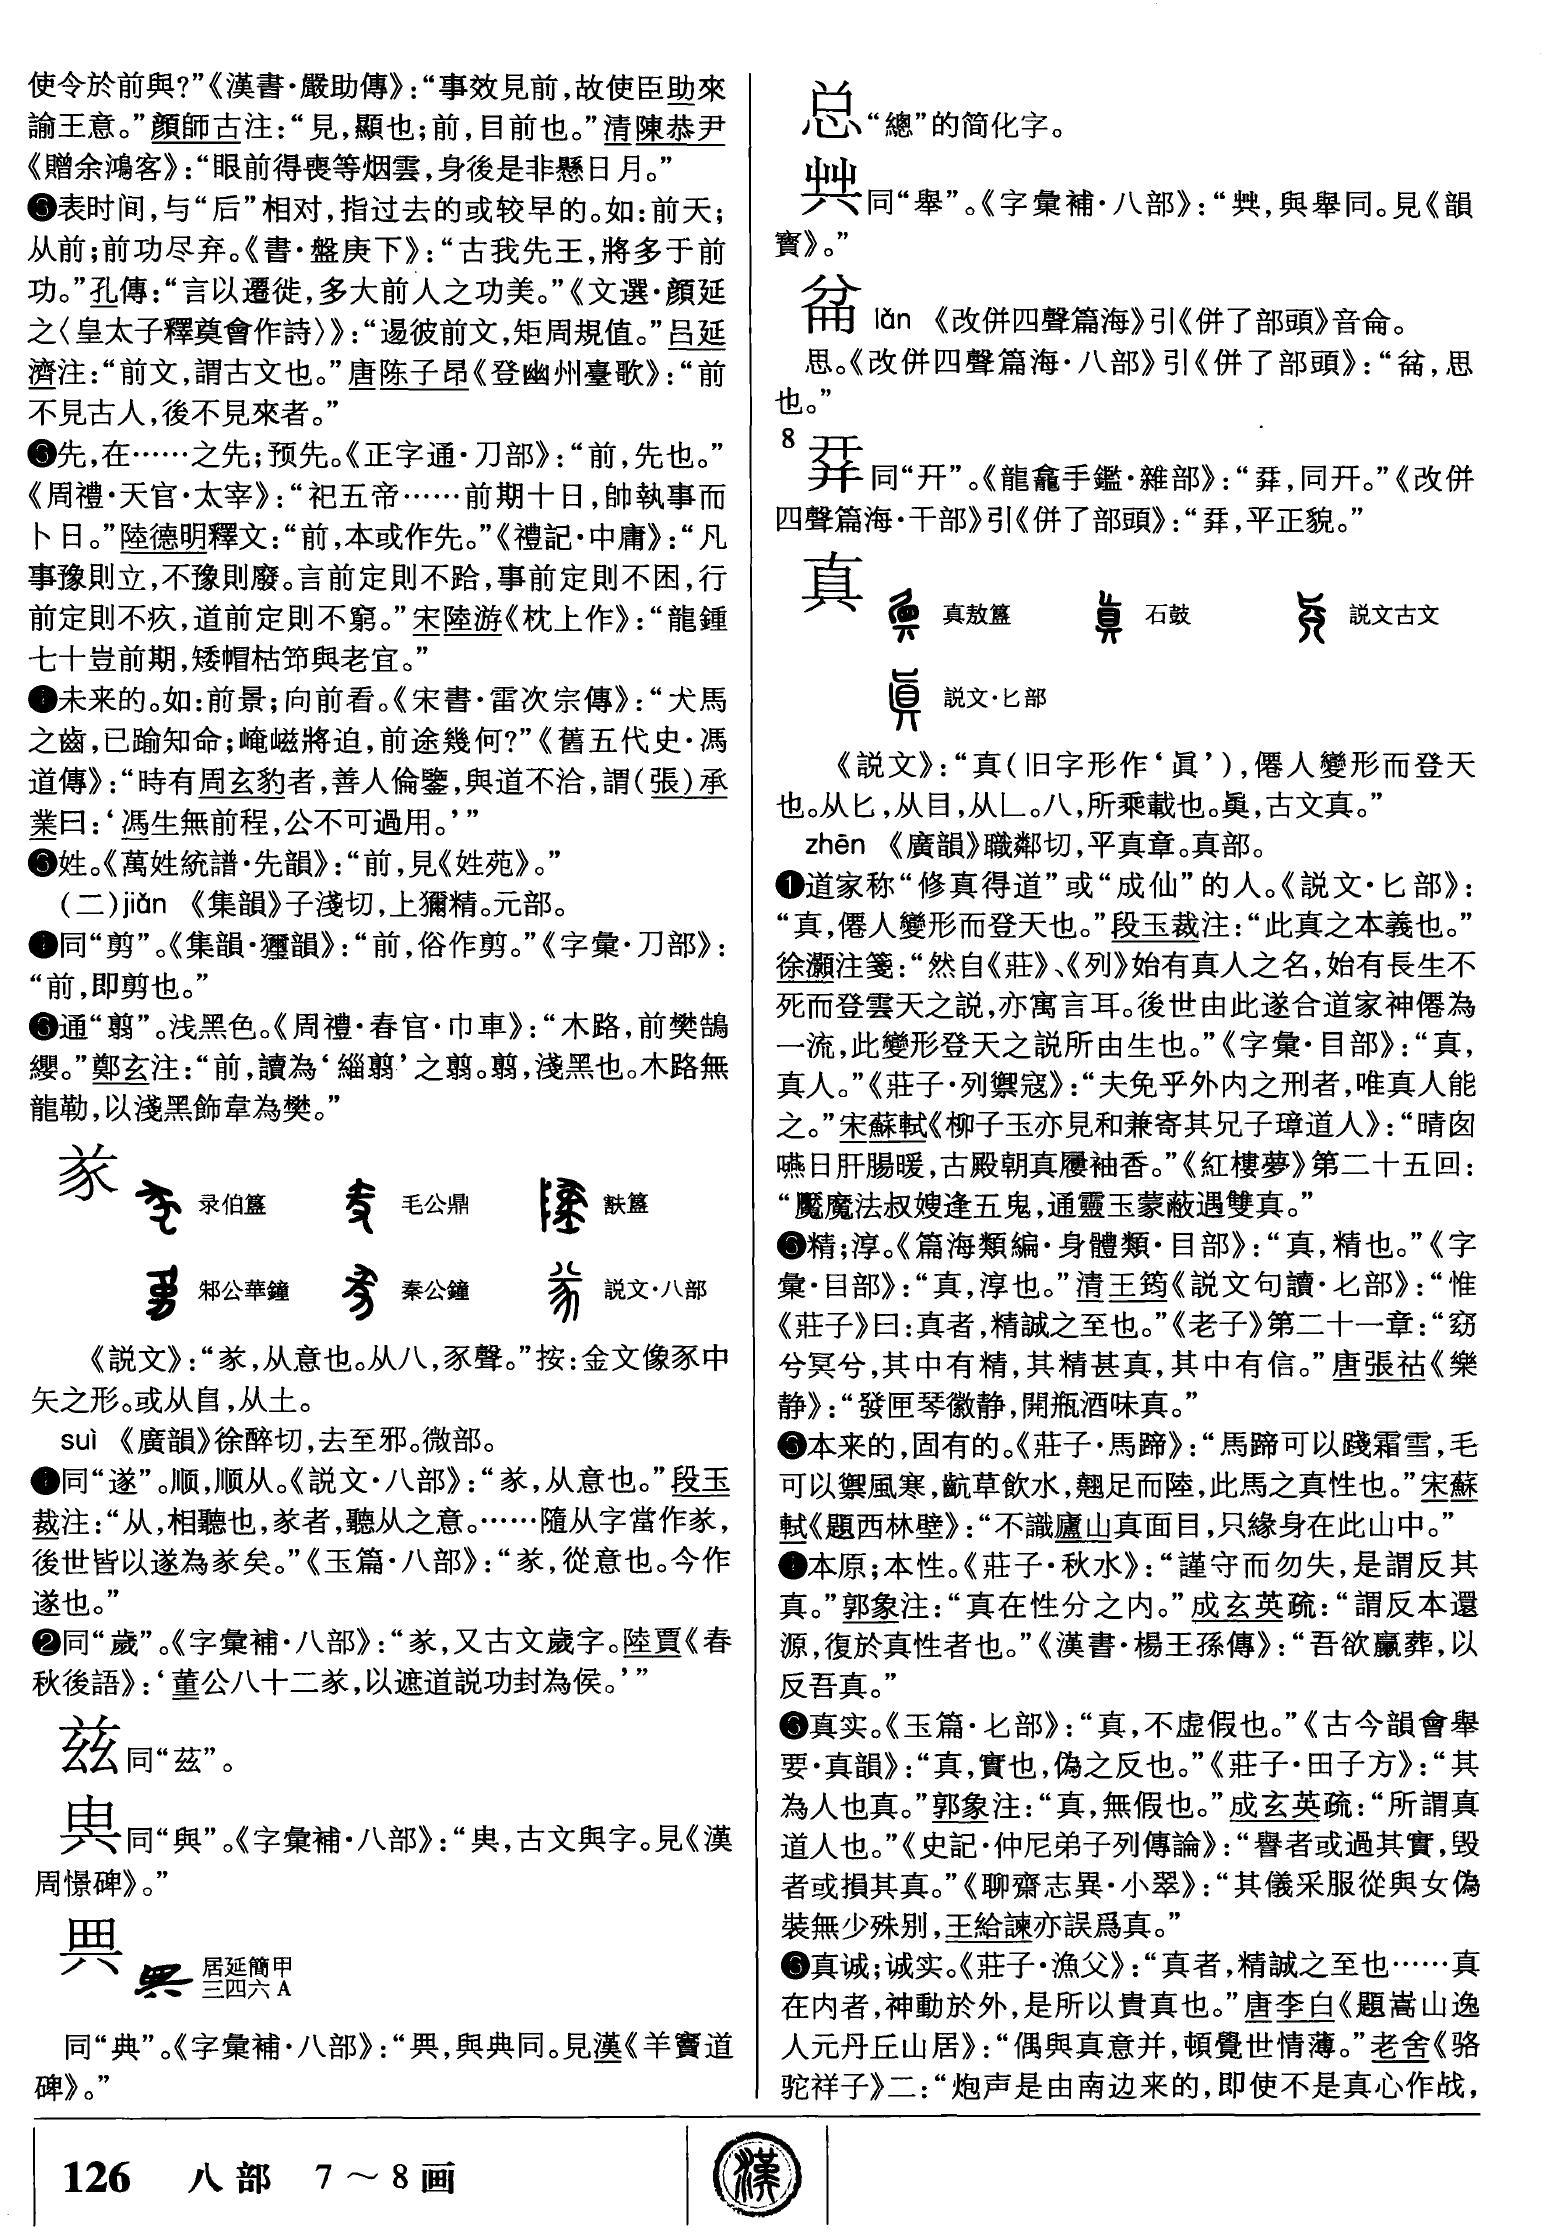 使令於前與?”《漢書·嚴助傳》:“事效見前,故使臣助來
諭王意。”顔師古注:“見,顯也;前,目前也。”清陳恭尹
《贈余鴻客》:“眼前得喪等烟雲,身後是非懸日月。”
❻表时间,与“后”相对,指过去的或较早的。如:前天;
从前;前功尽弃。《書·盤庚下》:“古我先王,將多于前
功。”孔傳:“言以遷徙,多大前人之功美。”《文選·顔延
之〈皇太子釋奠會作詩〉》:“逷彼前文,矩周規值。”吕延
濟注:“前文,謂古文也。”唐陈子昂《登幽州臺歌》:“前
不見古人,後不見來者。”
先,在……之先;预先。《正字通·刀部》:“前,先也。”
《周禮·天官·太宰》:“祀五帝……前期十日,帥執事而
卜日。”陸德明釋文:“前,本或作先。”《禮記·中庸》:“凡
事豫則立,不豫則廢。言前定則不跲,事前定則不困,行
前定則不疚,道前定則不窮。”宋陸游《枕上作》:“龍鍾
七十豈前期,矮帽枯筇與老宜。”
未来的。如:前景;向前看。《宋書·雷次宗傳》:“犬馬
之齒,已踰知命;崦嵫將迫,前途幾何?”《舊五代史·馮
道傳》:“時有周玄豹者,善人倫鑒,與道不洽,謂(張)承
業曰:‘馮生無前程,公不可過用。’”
姓。《萬姓統譜·先韻》:“前,見《姓苑》。”
(二)jiǎn 《集韻》子淺切,上獮精。元部。
同“剪”。《集韻·玁韻》:“前,俗作剪。”《字彙·刀部》:
“前,即剪也。”
通“翦”。浅黑色。《周禮·春官·巾車》:“木路,前樊鵠
纓。”鄭玄注:“前,讀為‘緇翦’之翦。翦,淺黑也。木路無
龍勒,以淺黑飾韋為樊。”
㒸 录伯簋 毛公鼎 㝬簋
邾公華鐘 秦公鐘 説文·八部
《説文》:“㒸,从意也。从八,豕聲。”按:金文像豕中
矢之形。或从自,从土。
suì 《廣韻》徐醉切,去至邪。微部。
同“遂”。顺,顺从。《説文·八部》:“㒸,从意也。”段玉
裁注:“从,相聽也,㒸者,聽从之意。……隨从字當作㒸,
後世皆以遂為㒸矣。”《玉篇·八部》:“㒸,從意也。今作
遂也。”
❷同“歲”。《字彙補·八部》:“㒸,又古文歲字。陸賈《春
秋後語》:‘董公八十二㒸,以遮道説功封為侯。’”
兹同“茲”。
同“與”。《字彙補·八部》:“,古文與字。見《漢
周憬碑》。”
居延簡甲
三四六A
同“典”。《字彙補·八部》:“,與典同。見漢《羊竇道
碑》。”
总“總”的简化字。
同“舉”。《字彙補·八部》:“,與舉同。見《韻
寶》。”
lǎn 《改併四聲篇海》引《併了部頭》音侖。
思。《改併四聲篇海·八部》引《併了部頭》:“,思
也。”
8
同“幵”。《龍龕手鑑·雜部》:“,同幵。”《改併
四聲篇海·干部》引《併了部頭》:“,平正貌。”
真 真敖簋 石鼓 説文古文
説文·匕部
《説文》:“真(旧字形作‘眞’),僊人變形而登天
也。从匕,从目,从乚。八,所乘載也。,古文真。”
zhēn 《廣韻》職鄰切,平真章。真部。
❶道家称“修真得道”或“成仙”的人。《説文·匕部》:
“真,僊人變形而登天也。”段玉裁注:“此真之本義也。”
徐灝注箋:“然自《莊》、《列》始有真人之名,始有長生不
死而登雲天之説,亦寓言耳。後世由此遂合道家神僊為
一流,此變形登天之説所由生也。”《字彙·目部》:“真,
真人。”《莊子·列禦寇》:“夫免乎外内之刑者,唯真人能
之。”宋蘇軾《柳子玉亦見和兼寄其兄子璋道人》:“晴囱
嚥日肝腸暖,古殿朝真履袖香。”《紅樓夢》第二十五回:
“魘魔法叔嫂逢五鬼,通靈玉蒙蔽遇雙真。”
精;淳。《篇海類編·身體類·目部》:“真,精也。”《字
彙·目部》:“真,淳也。”清王筠《説文句讀·匕部》:“惟
《莊子》曰:真者,精誠之至也。”《老子》第二十一章:“窈
兮冥兮,其中有精,其精甚真,其中有信。”唐張祜《樂
静》:“發匣琴徽静,開瓶酒味真。”
本来的,固有的。《莊子·馬蹄》:“馬蹄可以踐霜雪,毛
可以禦風寒,齕草飲水,翹足而陸,此馬之真性也。”宋蘇
軾《題西林壁》:“不識廬山真面目,只緣身在此山中。”
本原;本性。《莊子·秋水》:“謹守而勿失,是謂反其
真。”郭象注:“真在性分之内。”成玄英疏:“謂反本還
源,復於真性者也。”《漢書·楊王孫傳》:“吾欲臝葬,以
反吾真。”
真实。《玉篇·匕部》:“真,不虚假也。”《古今韻會舉
要·真韻》:“真,實也,偽之反也。”《莊子·田子方》:“其
為人也真。”郭象注:“真,無假也。”成玄英疏:“所謂真
道人也。”《史記·仲尼弟子列傳論》:“譽者或過其實,毁
者或損其真。”《聊齋志異·小翠》:“其儀采服從與女偽
裝無少殊别,王給諫亦誤爲真。”
❻真诚;诚实。《莊子·漁父》:“真者,精誠之至也……真
在内者,神動於外,是所以貴真也。”唐李白《題嵩山逸
人元丹丘山居》:“偶與真意并,頓覺世情薄。”老舍《骆
驼祥子》二:“炮声是由南边来的,即使不是真心作战,
126 八部 7～8画
漢